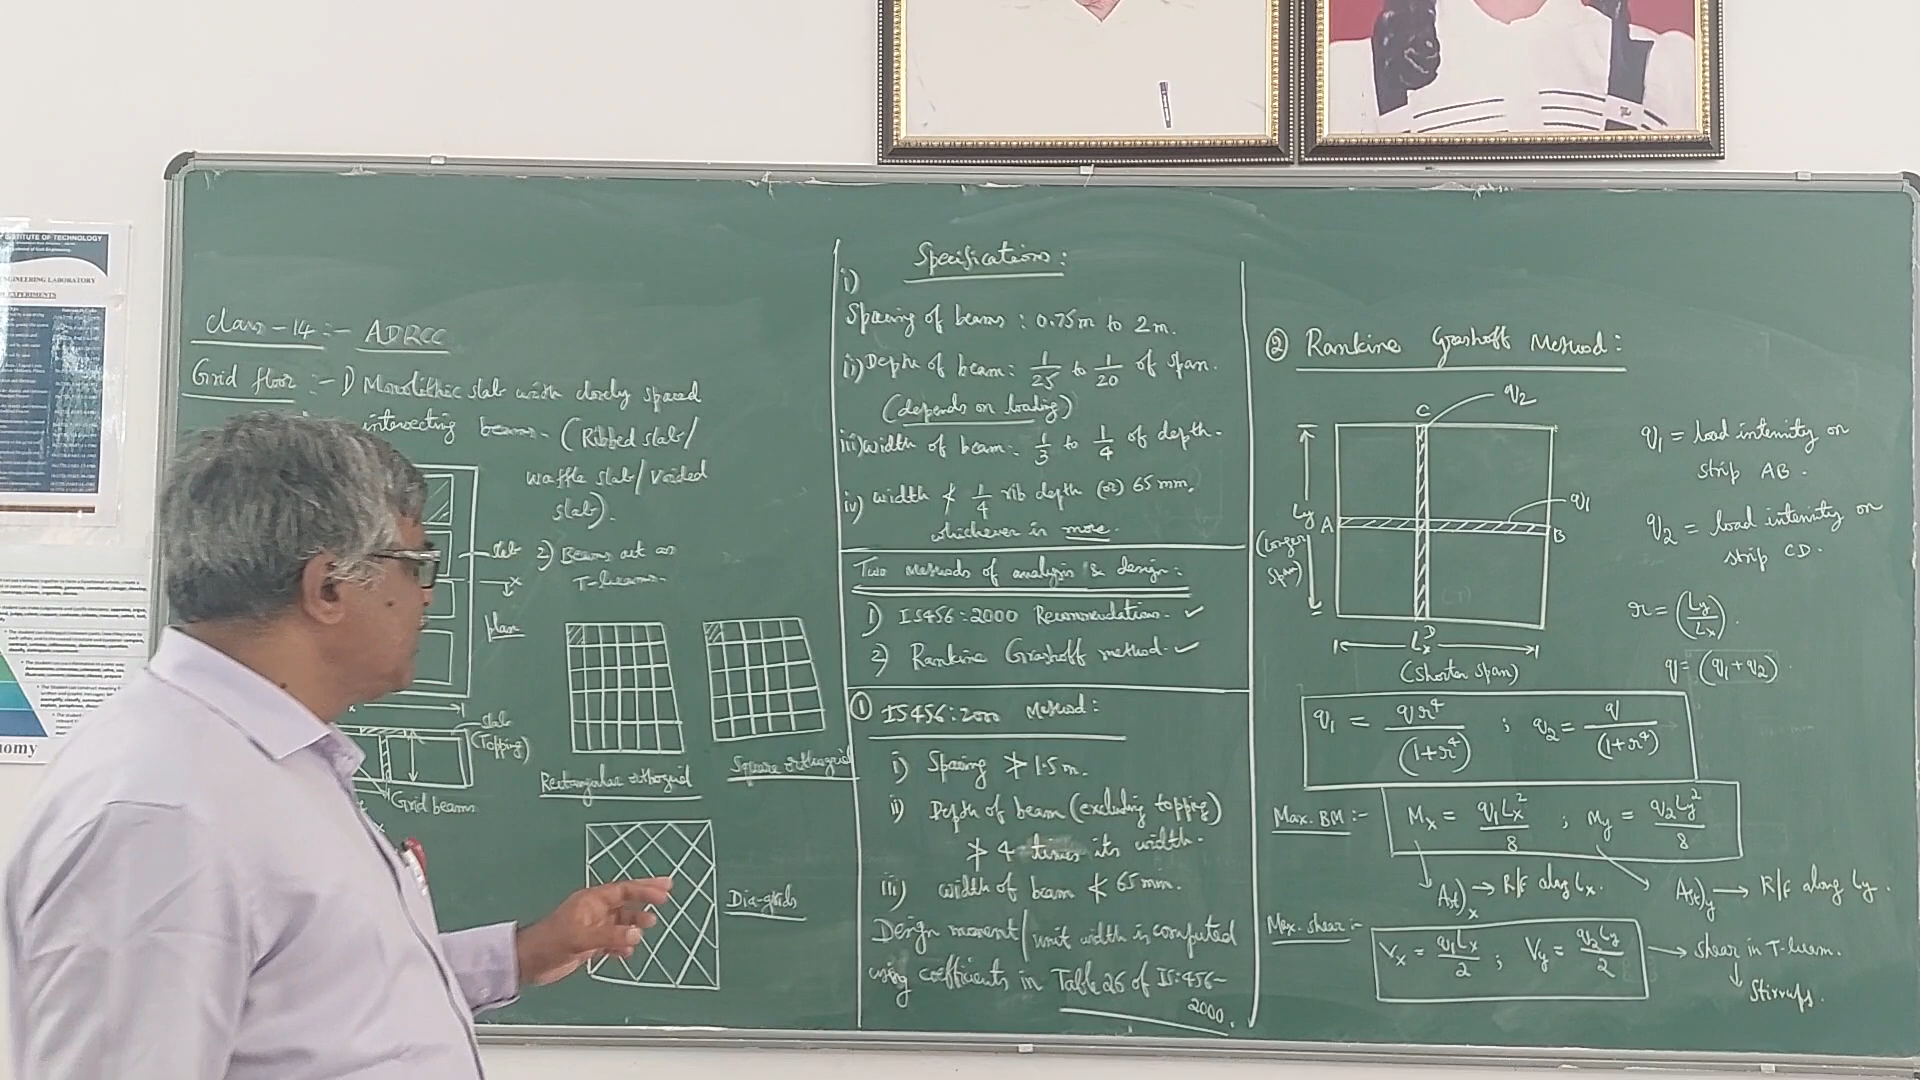 STITUTE OF TECHNOLOGY
NGINEERING LABORATORY
EXPERIMENTS
nomy
Class - 14 :- ADRCC
Grid floor :- 1) Monolithic slab with closely spaced
intersecting beams - (Ribbed slab/
waffle slab/ voided
slab).
2) Beams act as
T-beams.
slab
x
plan
slab
(Topping)
Grid beams
x
Rectangular orthogrid
Square orthogrid
Dia-grids
Specifications :
i)
Spacing of beams : 0.75m to 2m.
ii) Depth of beam : 1/25 to 1/20 of span.
(depends on loading)
iii) width of beam : 1/3 to 1/4 of depth.
iv) width ≮ 1/4 rib depth (or) 65 mm,
whichever is more.
Two methods of analysis & design :
1) IS456:2000 Recommendations. ✓
2) Rankine Grashoff method. ✓
① IS456:2000 Method :
i) Spacing ≯ 1.5m.
ii) Depth of beam (excluding topping)
≯ 4 times its width.
iii) width of beam ≮ 65 mm.
Design moment/unit width is computed
using coefficients in Table 26 of IS:456-
2000.
② Rankine Grashoff Method :
C
q2
Ly
A
q1
B
(Longer
span)
D
Lx
(Shorter span)
q1 = load intensity on
strip AB.
q2 = load intensity on
strip CD.
r = (Ly/Lx).
q = (q1+q2).
q1 = qr⁴/(1+r⁴) ; q2 = q/(1+r⁴)
Max. BM :- Mx = q1Lx²/8 ; My = q2Ly²/8
Ast)x → R/F along Lx.
Ast)y → R/F along Ly.
Max. shear :- Vx = q1Lx/2 ; Vy = q2Ly/2 → shear in T-beam.
↓
Stirrups.